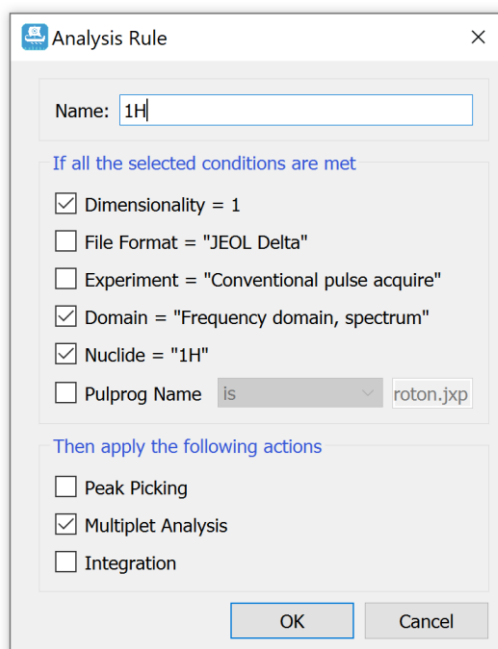 Analysis Rule
Name: 1H
If all the selected conditions are met
Dimensionality = 1
File Format = "JEOL Delta"
Experiment = "Conventional pulse acquire"
Domain = "Frequency domain, spectrum"
Nuclide = "1H"
Pulprog Name is roton.jxp
Then apply the following actions
Peak Picking
Multiplet Analysis
Integration
OK Cancel